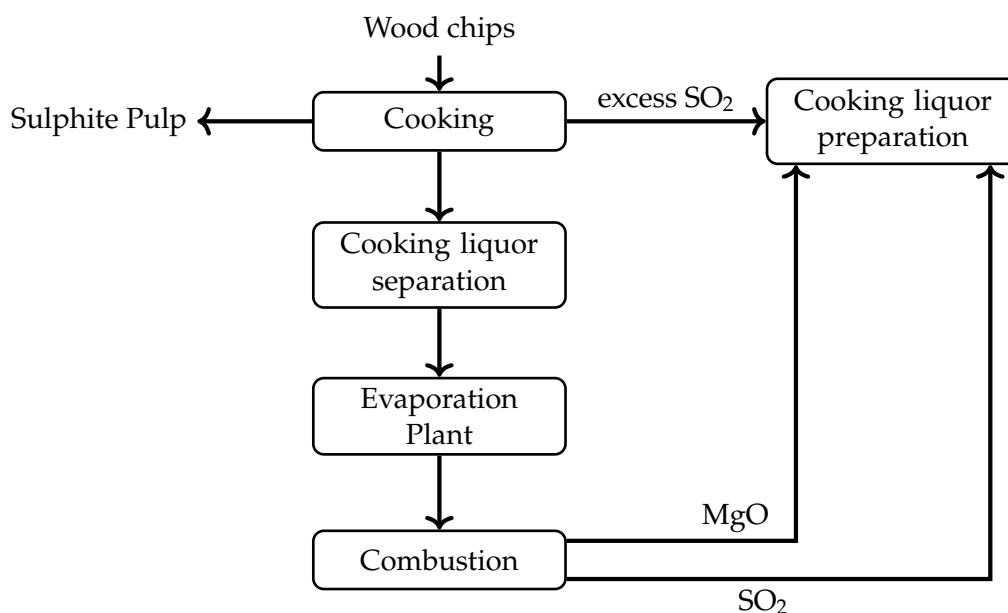 Wood chips
Sulphite Pulp
Cooking
excess SO₂
Cooking liquor
preparation
Cooking liquor
separation
Evaporation
Plant
MgO
Combustion
SO₂